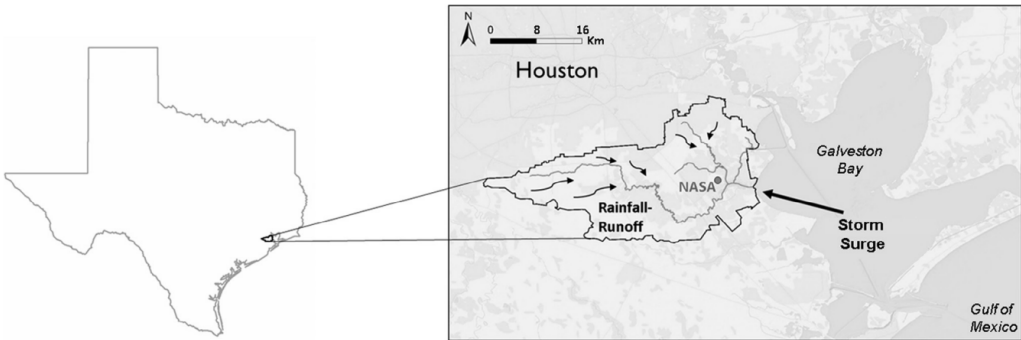 N
0 8 16
Km
Houston
Galveston
Bay
NASA
Rainfall-
Runoff
Storm
Surge
Gulf of
Mexico